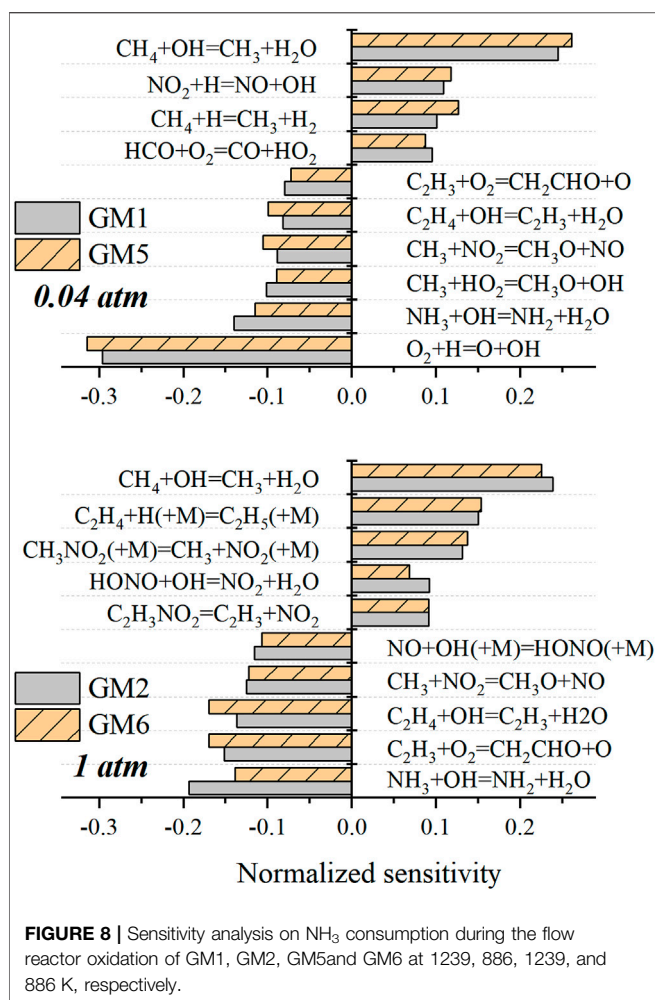 CH₄+OH=CH₃+H₂O
NO₂+H=NO+OH
CH₄+H=CH₃+H₂
HCO+O₂=CO+HO₂
C₂H₃+O₂=CH₂CHO+O
C₂H₄+OH=C₂H₃+H₂O
CH₃+NO₂=CH₃O+NO
CH₃+HO₂=CH₃O+OH
NH₃+OH=NH₂+H₂O
O₂+H=O+OH
GM1
GM5
0.04 atm
-0.3 -0.2 -0.1 0.0 0.1 0.2
CH₄+OH=CH₃+H₂O
C₂H₄+H(+M)=C₂H₅(+M)
CH₃NO₂(+M)=CH₃+NO₂(+M)
HONO+OH=NO₂+H₂O
C₂H₃NO₂=C₂H₃+NO₂
NO+OH(+M)=HONO(+M)
CH₃+NO₂=CH₃O+NO
C₂H₄+OH=C₂H₃+H2O
C₂H₃+O₂=CH₂CHO+O
NH₃+OH=NH₂+H₂O
GM2
GM6
1 atm
-0.3 -0.2 -0.1 0.0 0.1 0.2
Normalized sensitivity
FIGURE 8 | Sensitivity analysis on NH₃ consumption during the flow
reactor oxidation of GM1, GM2, GM5and GM6 at 1239, 886, 1239, and
886 K, respectively.